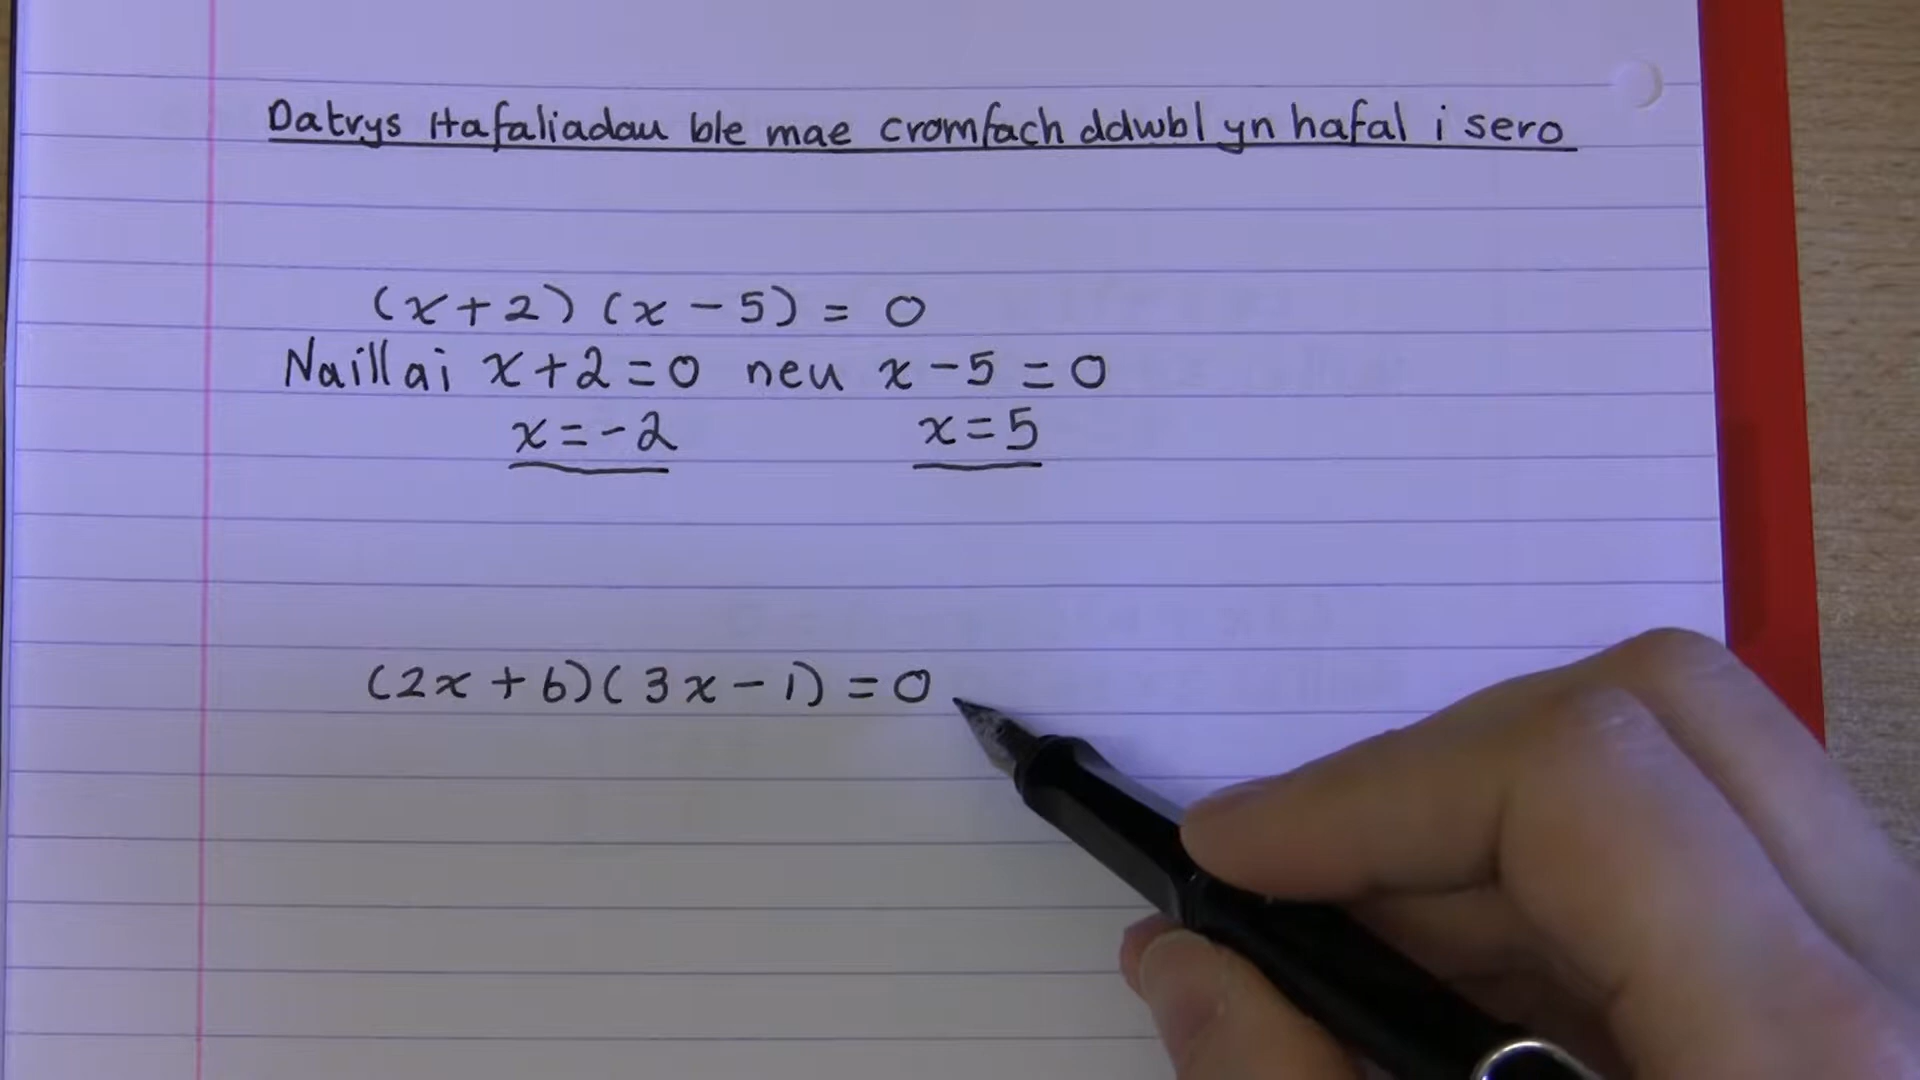 Datrys Hafaliadau ble mae cromfach ddwbl yn hafal i sero
(x+2)(x-5)=0
Naillai x+2=0 neu x-5=0
x=-2 x=5
(2x+6)(3x-1)=0